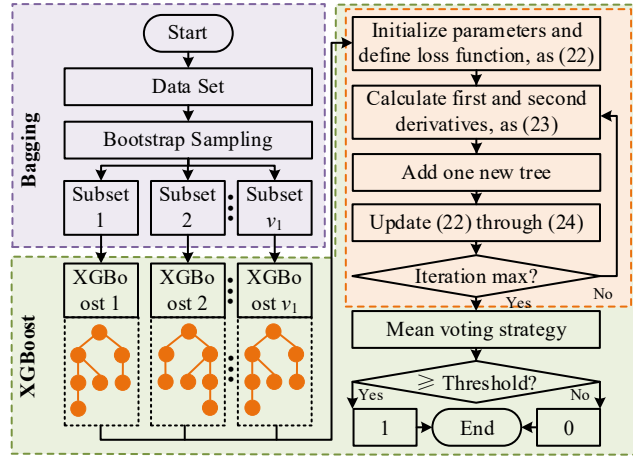 Start
Data Set
Bootstrap Sampling
Bagging
Subset
1
Subset
2
Subset
v₁
XGBoost
XGBo
ost 1
XGBo
ost 2
XGBo
ost v₁
Initialize parameters and
define loss function, as (22)
Calculate first and second
derivatives, as (23)
Add one new tree
Update (22) through (24)
Iteration max?
No
Yes
Mean voting strategy
⩾ Threshold?
Yes
No
1
End
0